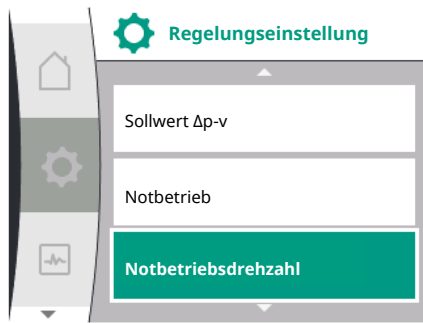 Regelungseinstellung
Sollwert Δp-v
Notbetrieb
Notbetriebsdrehzahl